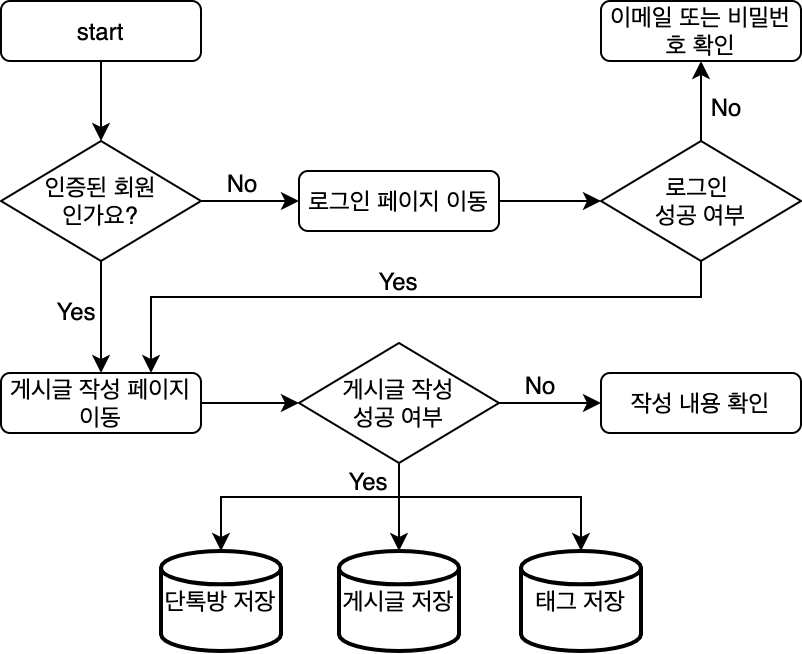 start
이메일 또는 비밀번
호 확인
No
인증된 회원
인가요?
No
로그인 페이지 이동
로그인
성공 여부
Yes
Yes
게시글 작성 페이지
이동
게시글 작성
성공 여부
No
작성 내용 확인
Yes
단톡방 저장
게시글 저장
태그 저장